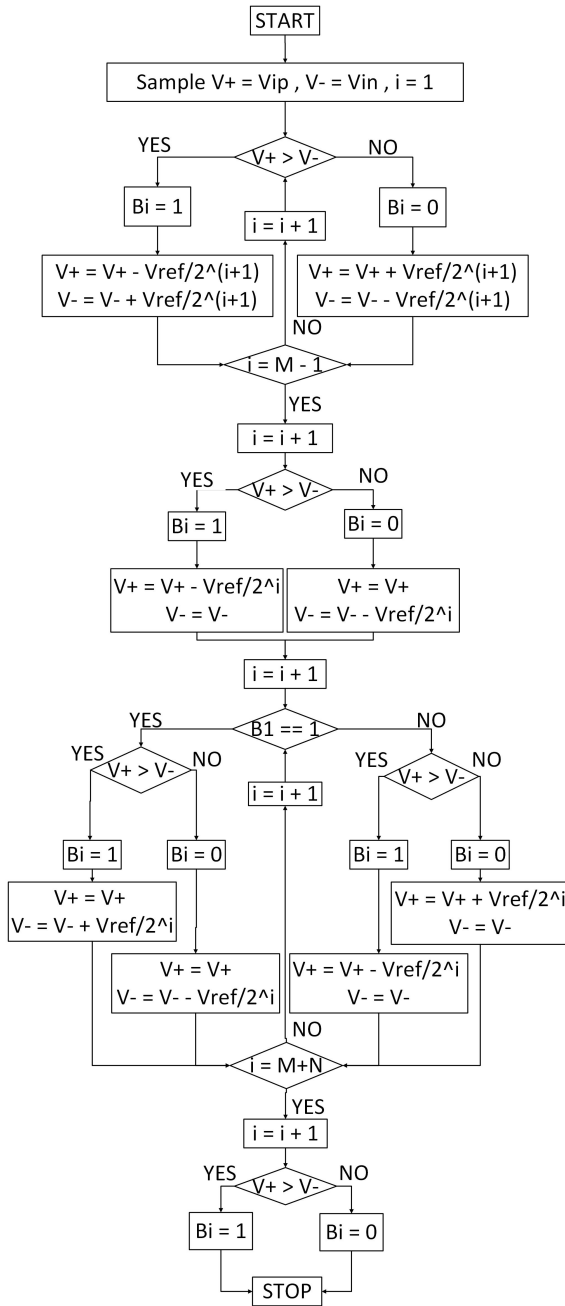 START
Sample V+ = Vip , V- = Vin , i = 1
YES
V+ > V-
NO
Bi = 1
i = i + 1
Bi = 0
V+ = V+ - Vref/2^(i+1)
V- = V- + Vref/2^(i+1)
V+ = V+ + Vref/2^(i+1)
V- = V- - Vref/2^(i+1)
NO
i = M - 1
YES
i = i + 1
YES
V+ > V-
NO
Bi = 1
Bi = 0
V+ = V+ - Vref/2^i
V- = V-
V+ = V+
V- = V- - Vref/2^i
i = i + 1
YES
B1 == 1
NO
YES
V+ > V-
NO
YES
V+ > V-
NO
i = i + 1
Bi = 1
Bi = 0
Bi = 1
Bi = 0
V+ = V+
V- = V- + Vref/2^i
V+ = V+ + Vref/2^i
V- = V-
V+ = V+
V- = V- - Vref/2^i
V+ = V+ - Vref/2^i
V- = V-
NO
i = M+N
YES
i = i + 1
YES
V+ > V-
NO
Bi = 1
Bi = 0
STOP